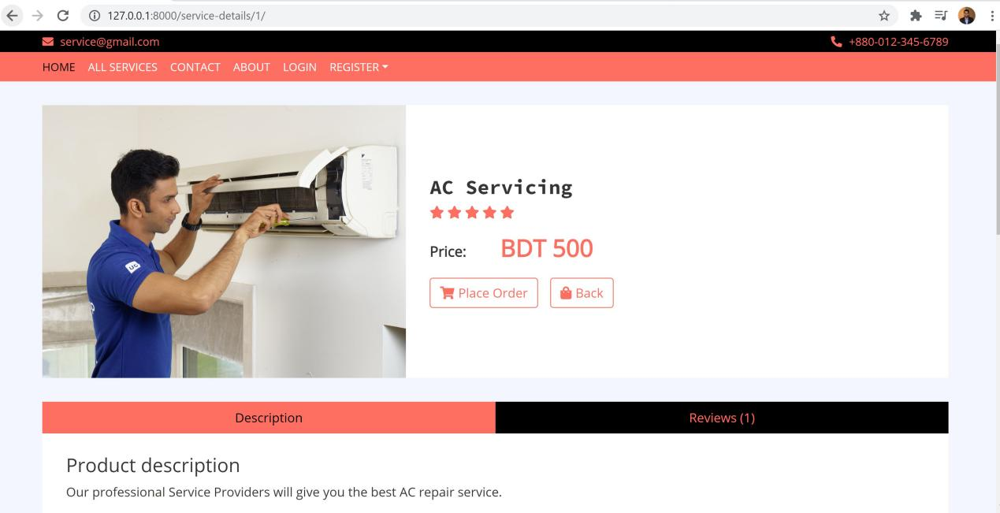 127.0.0.1:8000/service-details/1/
service@gmail.com
+880-012-345-6789
HOME ALL SERVICES CONTACT ABOUT LOGIN REGISTER
UC
AC Servicing
Price: BDT 500
Place Order Back
Description Reviews (1)
Product description
Our professional Service Providers will give you the best AC repair service.